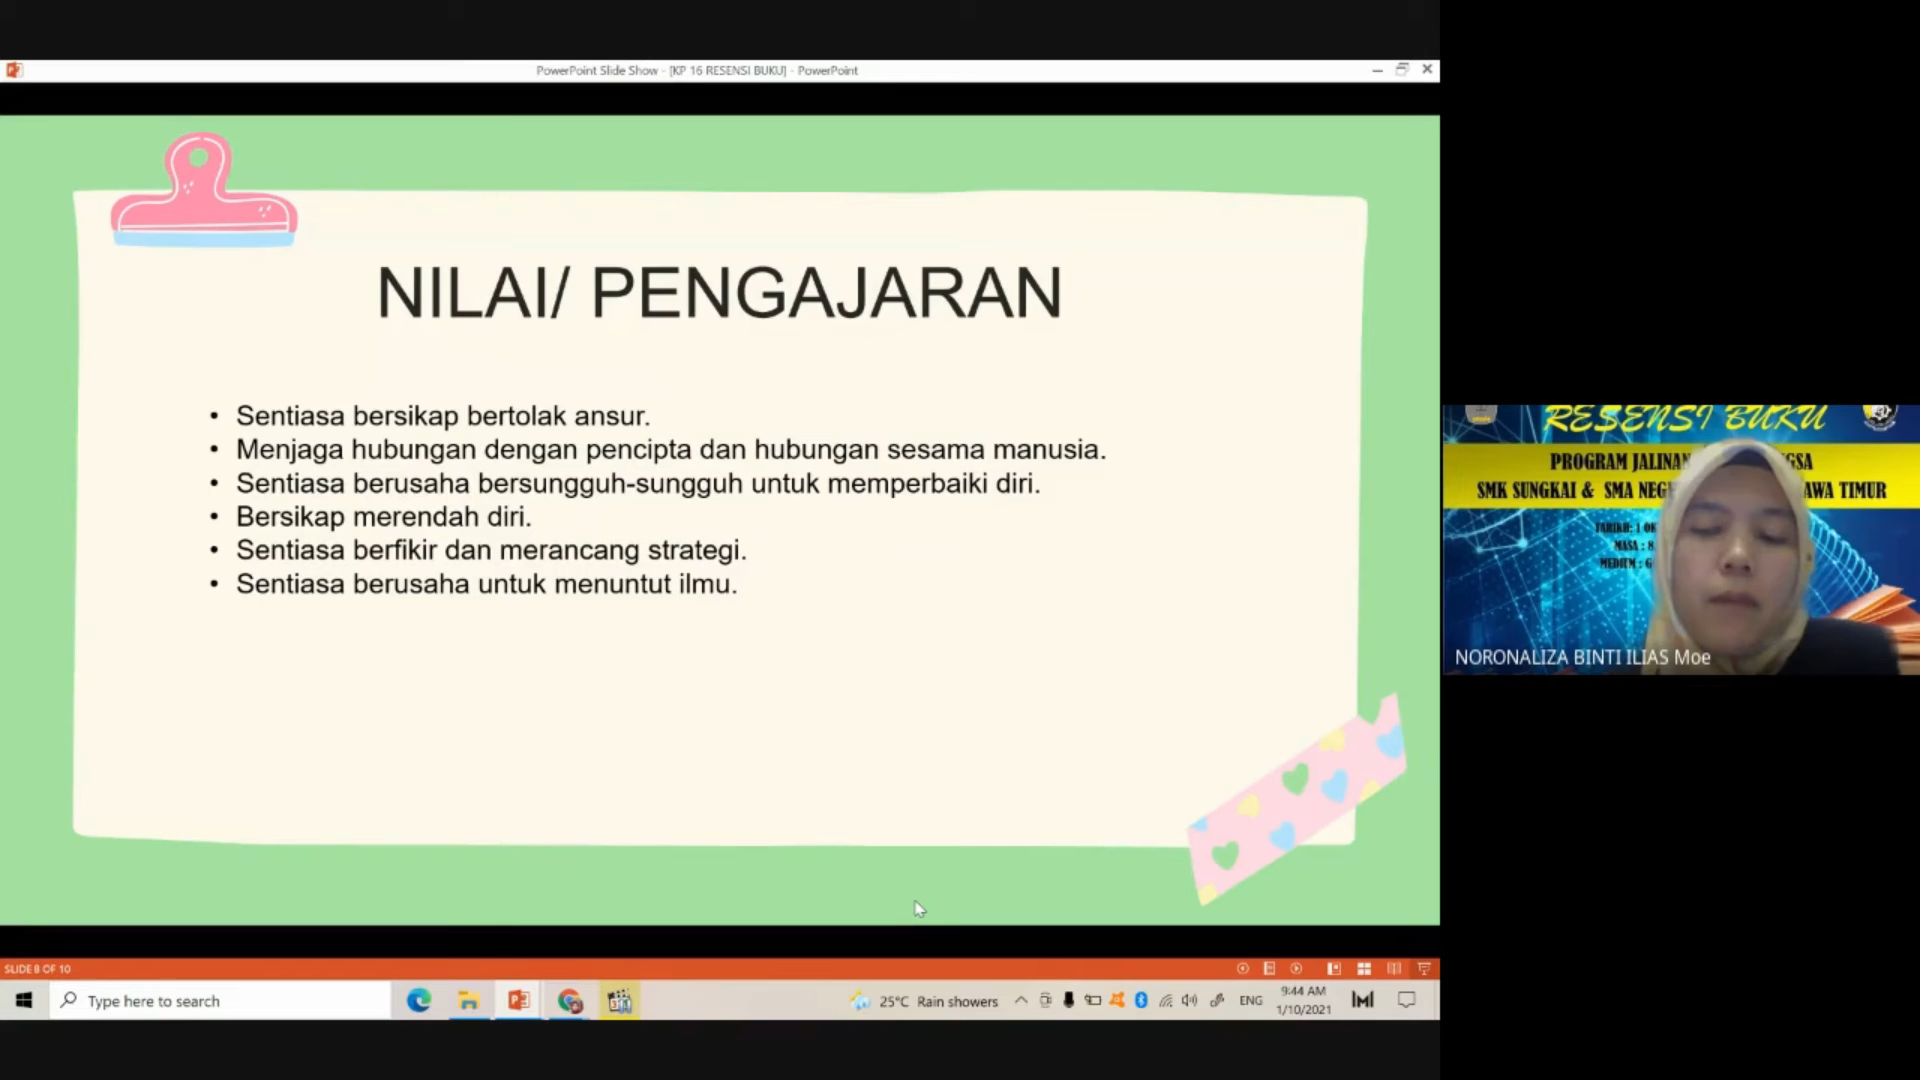 PowerPoint Slide Show - [KP 16 RESENSI BUKU] - PowerPoint
NILAI/ PENGAJARAN
• Sentiasa bersikap bertolak ansur.
• Menjaga hubungan dengan pencipta dan hubungan sesama manusia.
• Sentiasa berusaha bersungguh-sungguh untuk memperbaiki diri.
• Bersikap merendah diri.
• Sentiasa berfikir dan merancang strategi.
• Sentiasa berusaha untuk menuntut ilmu.
RESENSI BUKU
PROGRAM JALINAN
SMK SUNGKAI & SMA AWA TIMUR
TARIKH: 1
MASA : 8
MEDIUM :
NORONALIZA BINTI ILIAS Moe
SLIDE 8 OF 10
Type here to search
25°C Rain showers
ENG
9:44 AM
1/10/2021